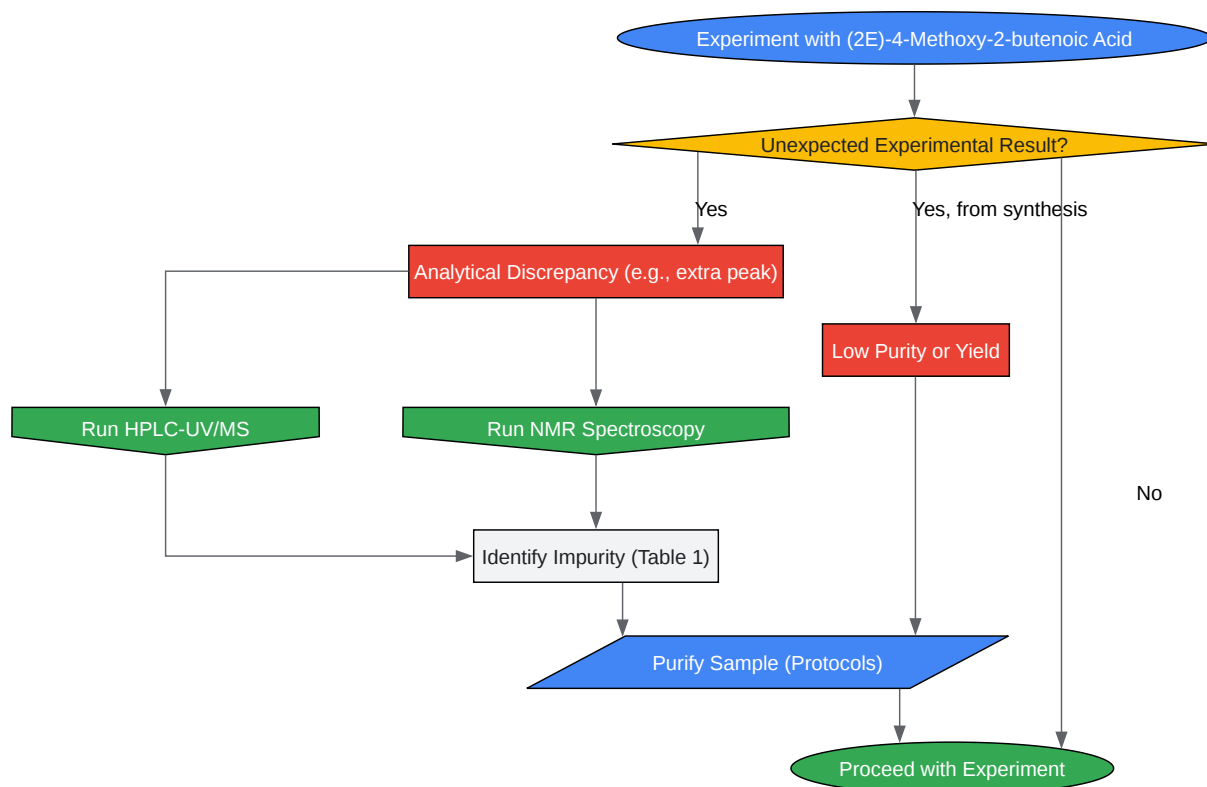 Experiment with (2E)-4-Methoxy-2-butenoic Acid
Unexpected Experimental Result?
Yes
Yes, from synthesis
Analytical Discrepancy (e.g., extra peak)
Low Purity or Yield
Run HPLC-UV/MS
Run NMR Spectroscopy
No
Identify Impurity (Table 1)
Purify Sample (Protocols)
Proceed with Experiment